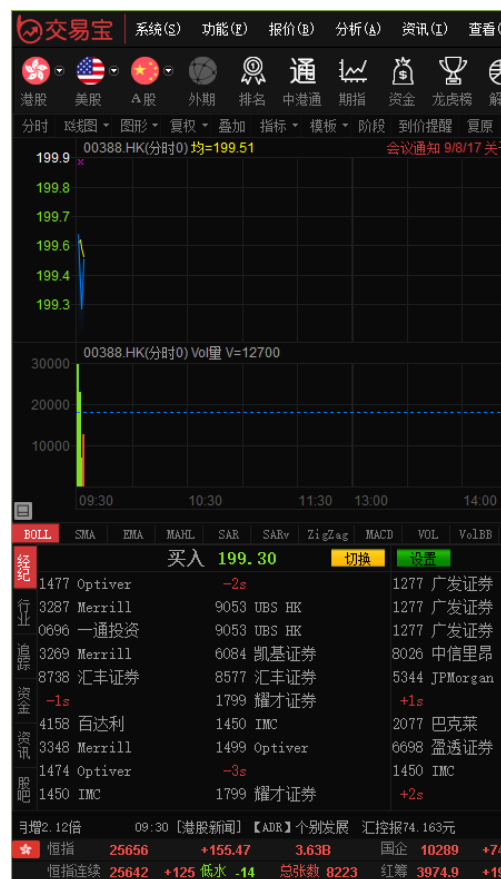 交易宝 系统(S) 功能(F) 报价(B) 分析(A) 资讯(I) 查看(
港股 美股 A股 外期 排名 中港通 期指 资金 龙虎榜
分时 K线图 图形 复权 叠加 指标 模板 阶段 到价提醒 复原
00388.HK(分时0) 均=199.51 会议通知 9/8/17
199.9
199.8
199.7
199.6
199.4
199.3
00388.HK(分时0) Vol量 V=12700
30000
20000
10000
09:30 10:30 11:30 13:00 14:00
BOLL SMA EMA MAHL SAR SARv ZigZag MACD VOL VolBB
经纪 买入 199.30 切换 设置
1477 Optiver -2s 1277 广发证券
行业 3287 Merrill 9053 UBS HK 1277 广发证券
0696 一通投资 9053 UBS HK 1277 广发证券
追踪 3269 Merrill 6084 凯基证券 8026 中信里昂
8738 汇丰证券 8577 汇丰证券 5344 JPMorgan
资金 -1s 1799 耀才证券 +1s
4158 百达利 1450 IMC 2077 巴克莱
资讯 3348 Merrill 1499 Optiver 6698 盈透证券
1474 Optiver -3s 1450 IMC
股吧 1450 IMC 1799 耀才证券 +2s
增2.12倍 09:30 [港股新闻] 【ADR】个别发展 汇控报74.163元
恒指 25656 +155.47 3.63B 国企 10289
恒指连续 25642 +125 低水 -14 总张数 8223 红筹 3974.9